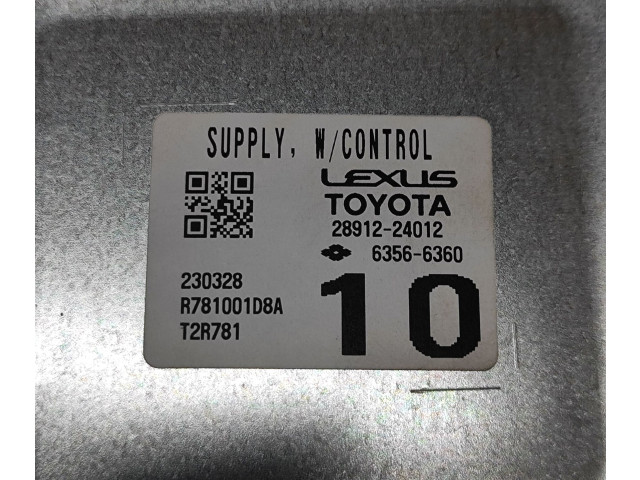 SUPPLY, W/CONTROL
LEXUS
TOYOTA
28912-24012
6356-6360
230328
R781001D8A
T2R781
10